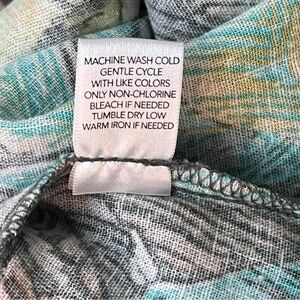 MACHINE WASH COLD
GENTLE CYCLE
WITH LIKE COLORS
ONLY NON-CHLORINE
BLEACH IF NEEDED
TUMBLE DRY LOW
WARM IRON IF NEEDED